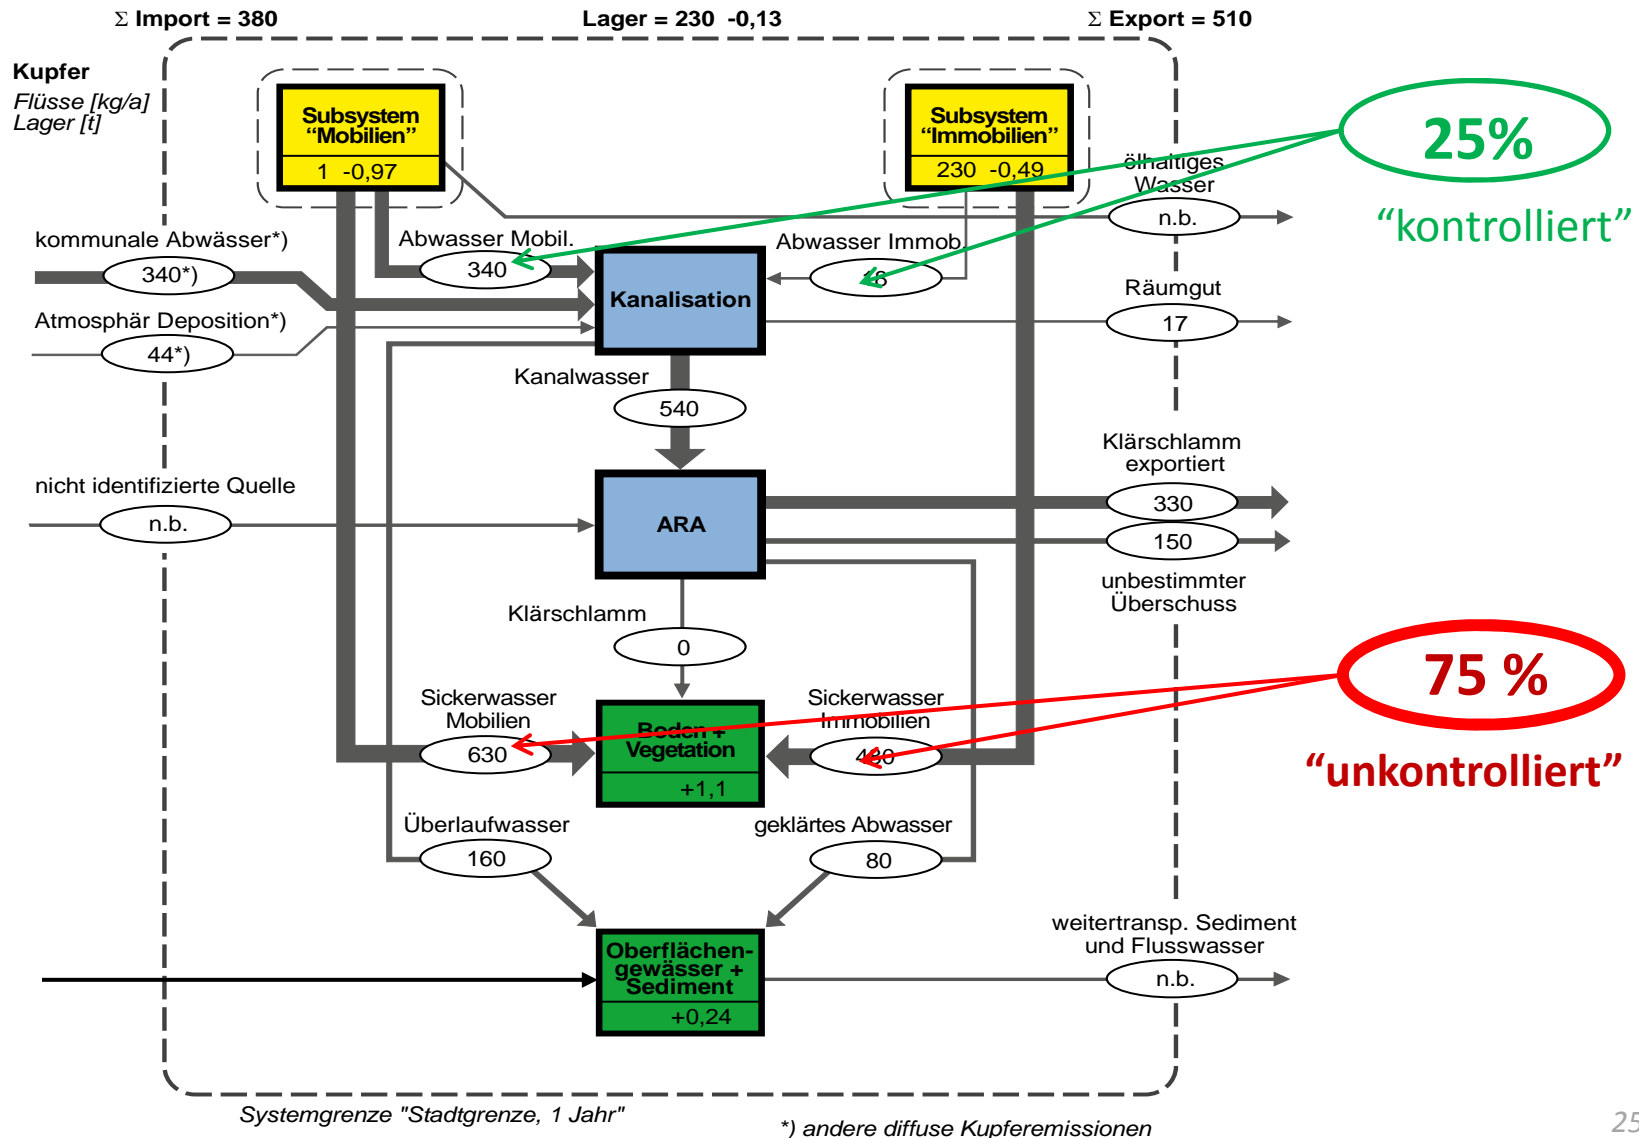 Σ Import = 380
Lager = 230 -0,13
Σ Export = 510
Kupfer
Flüsse [kg/a]
Lager [t]
Subsystem
“Mobilien”
1 -0,97
Subsystem
“Immobilien”
230 -0,49
25%
“kontrolliert”
ölhaltiges
Wasser
n.b.
kommunale Abwässer*)
340*)
Abwasser Mobil.
340
Abwasser Immob.
18
Kanalisation
Räumgut
17
Atmosphär Deposition*)
44*)
Kanalwasser
540
Klärschlamm
exportiert
330
150
unbestimmter
Überschuss
nicht identifizierte Quelle
n.b.
ARA
Klärschlamm
0
Sickerwasser
Mobilien
630
Boden +
Vegetation
+1,1
Sickerwasser
Immobilien
480
75 %
“unkontrolliert”
Überlaufwasser
160
geklärtes Abwasser
80
Oberflächen-
gewässer +
Sediment
+0,24
weitertransp. Sediment
und Flusswasser
n.b.
Systemgrenze "Stadtgrenze, 1 Jahr"
*) andere diffuse Kupferemissionen
25